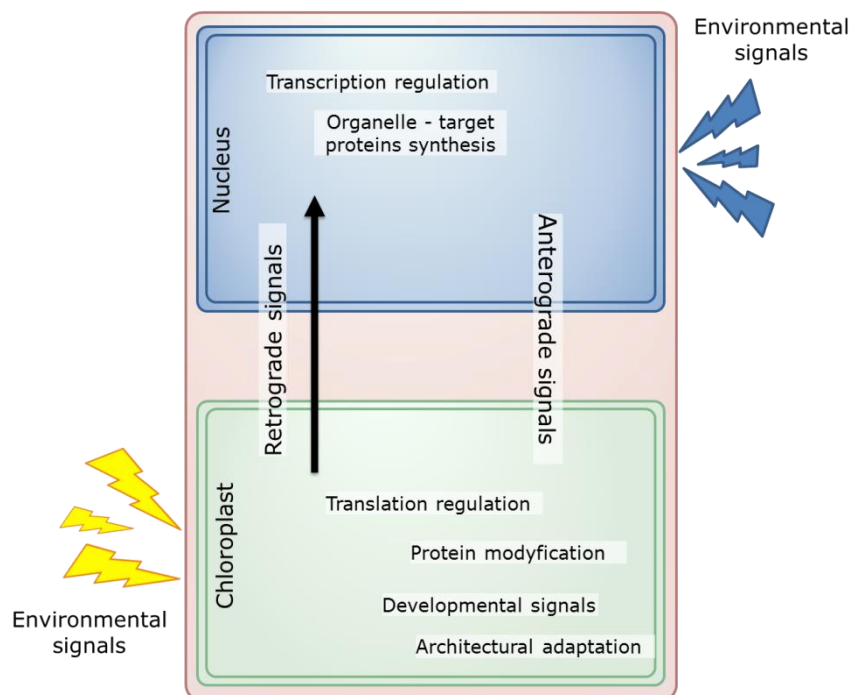 Environmental
signals
Transcription regulation
Organelle - target
proteins synthesis
Nucleus
Retrograde signals
Anterograde signals
Translation regulation
Protein modyfication
Developmental signals
Architectural adaptation
Chloroplast
Environmental
signals